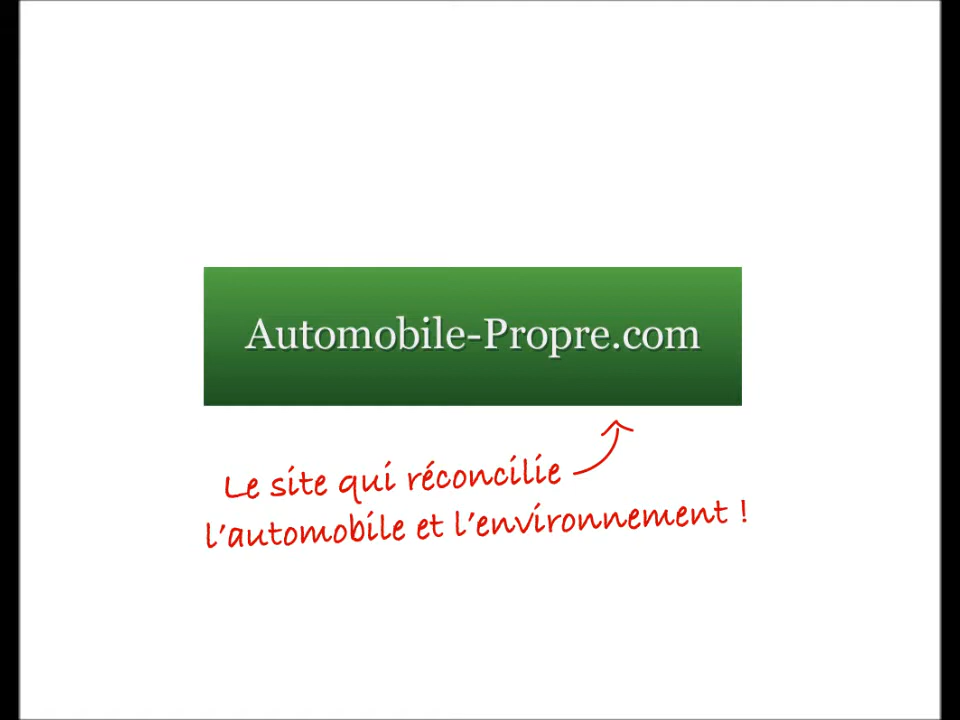 Automobile-Propre.com
Le site qui réconcilie
l'automobile et l'environnement !